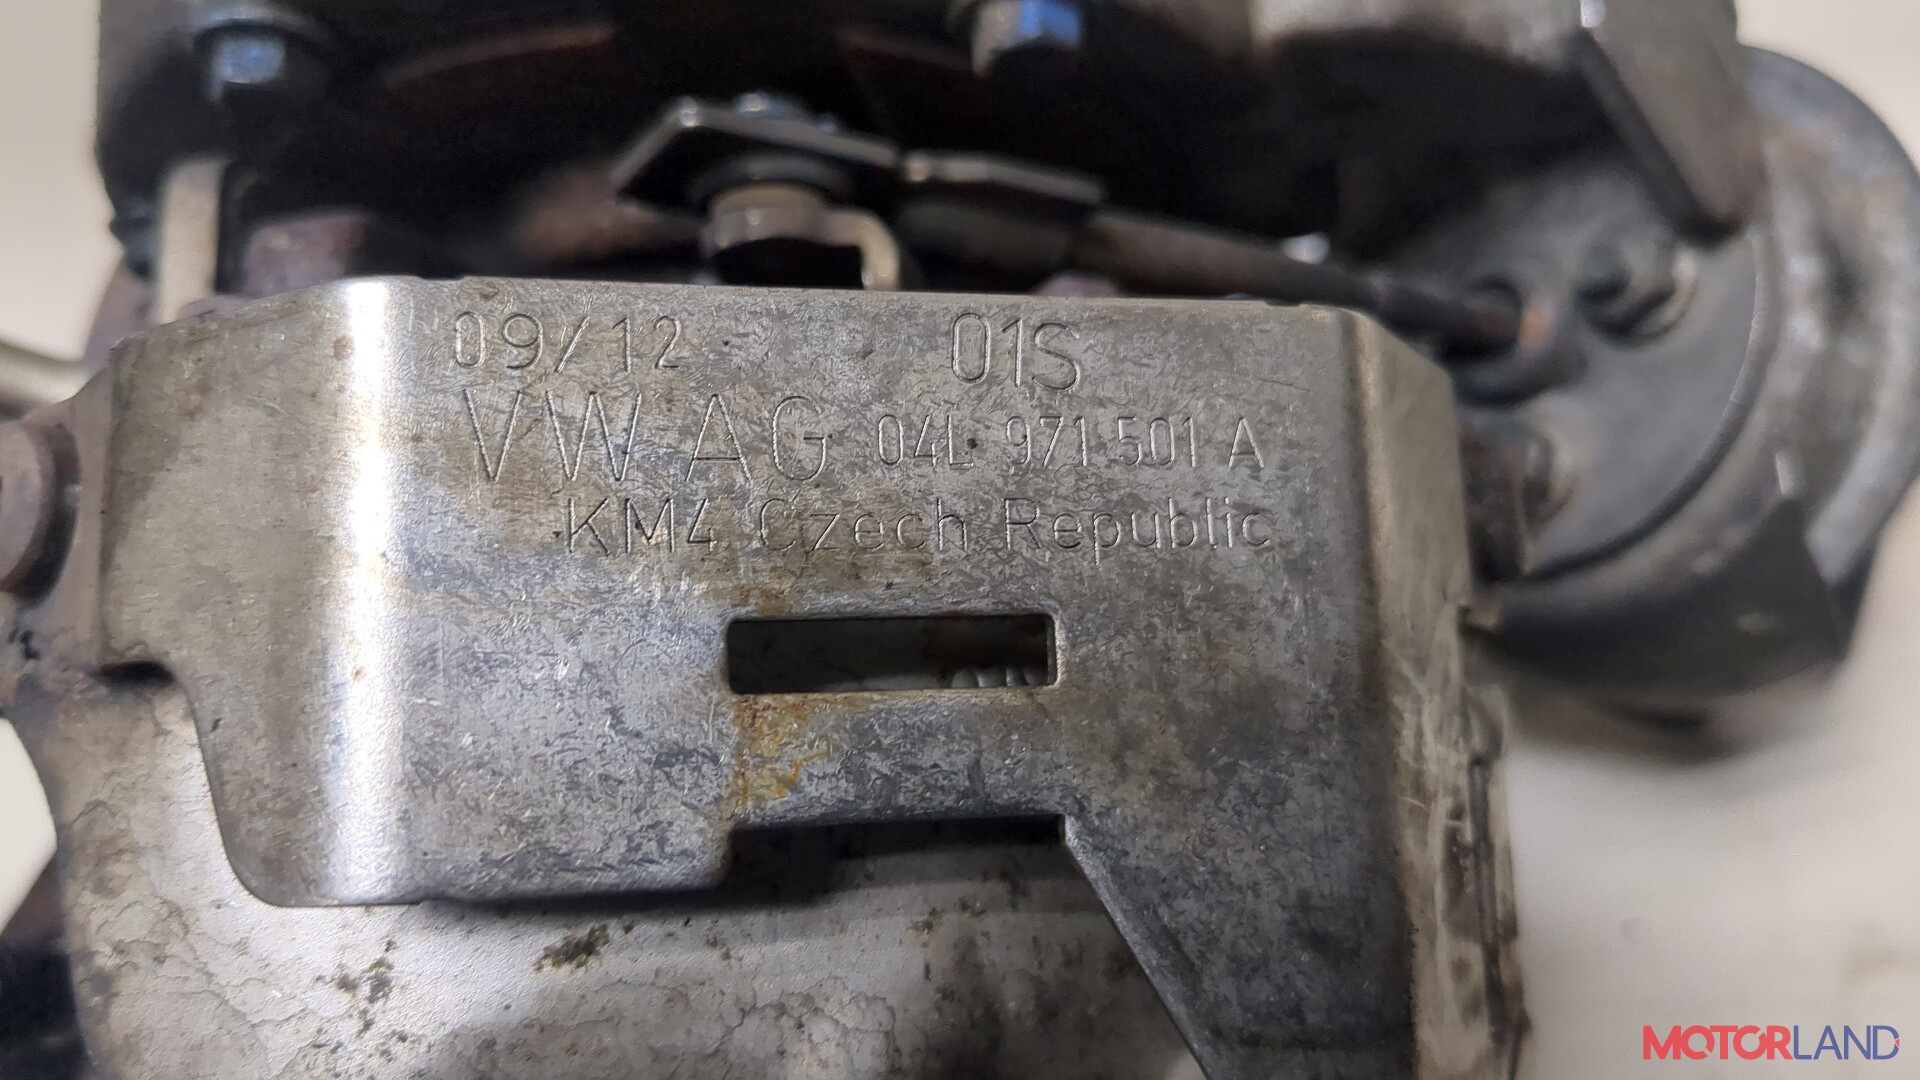 09/12 01S
VW AG 04L 971 501 A
KM4 Czech Republic
MOTORLAND